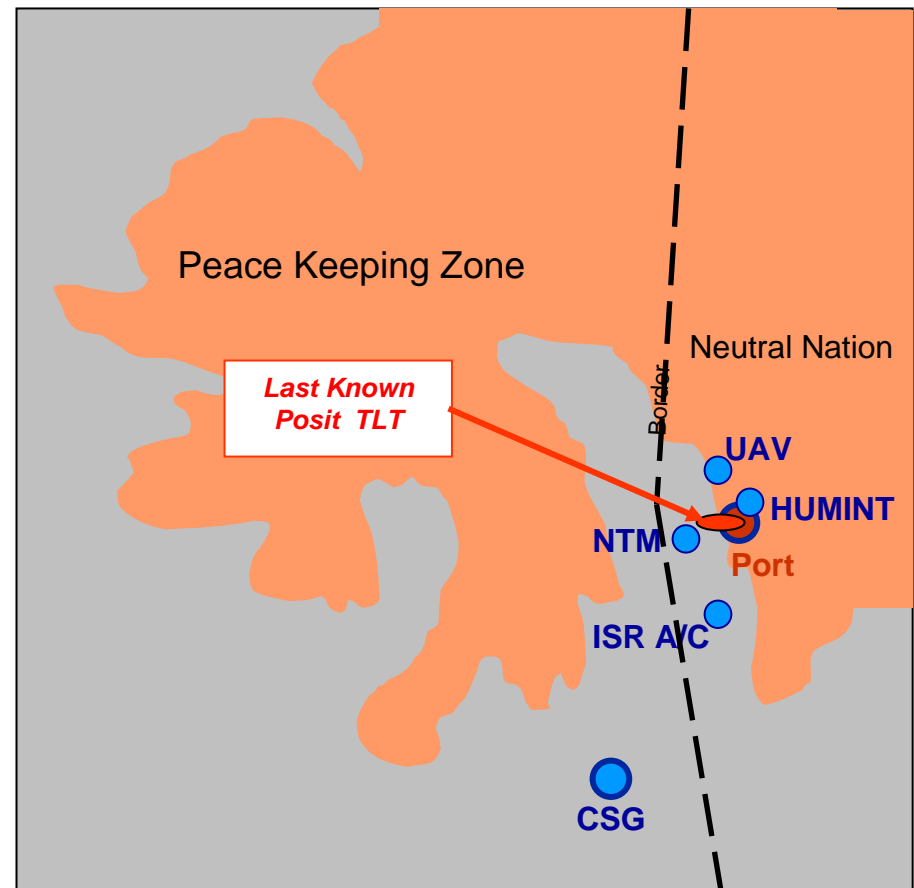 Peace Keeping Zone
Neutral Nation
Last Known
Posit TLT
Border
UAV
HUMINT
NTM
Port
ISR A/C
CSG